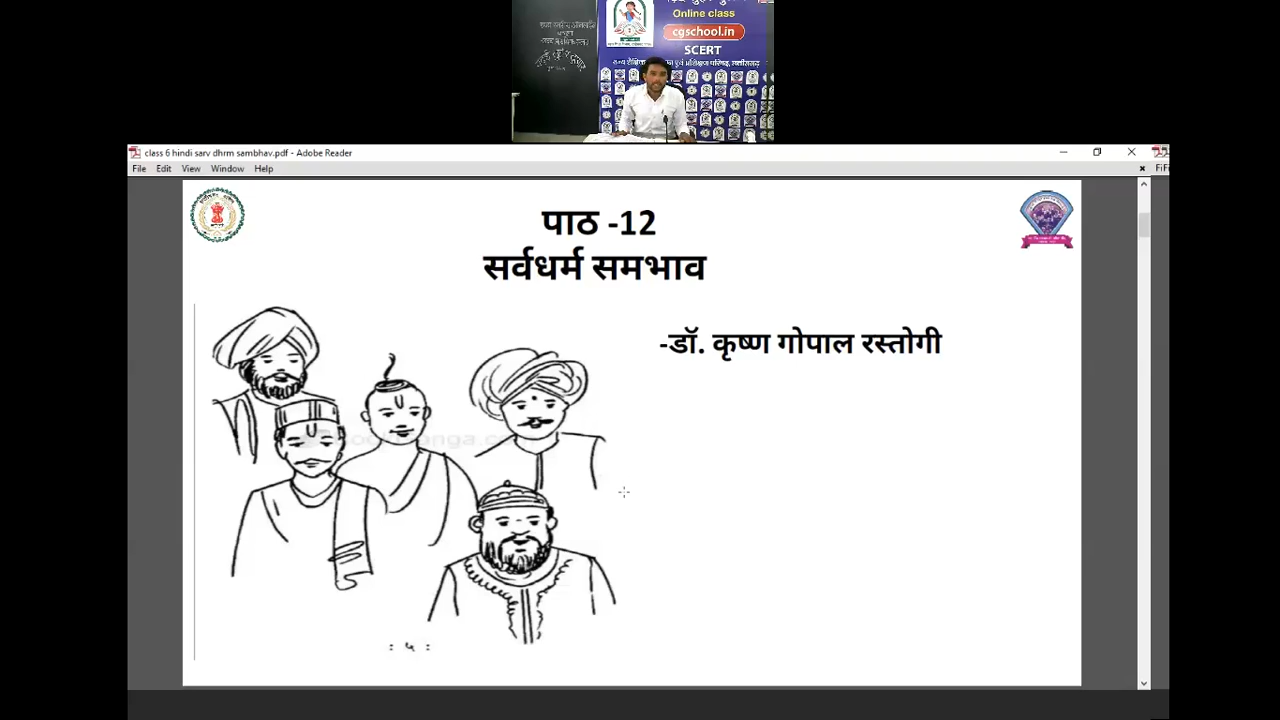 Online class
cgschool.in
SCERT
class 6 hindi sarv dhrm sambhav.pdf - Adobe Reader
File Edit View Window Help
पाठ -12
सर्वधर्म समभाव
-डॉ. कृष्ण गोपाल रस्तोगी
: ५ :